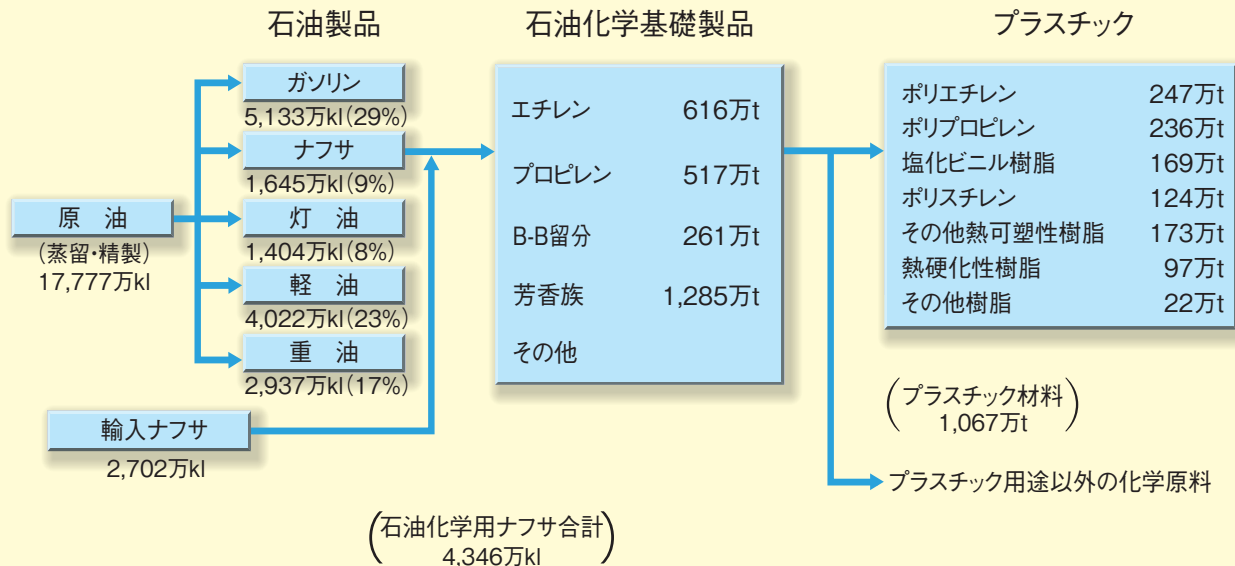 石油製品
石油化学基礎製品
プラスチック
原 油
(蒸留・精製)
17,777万kl
ガソリン
5,133万kl(29%)
ナフサ
1,645万kl(9%)
灯 油
1,404万kl(8%)
軽 油
4,022万kl(23%)
重 油
2,937万kl(17%)
輸入ナフサ
2,702万kl
エチレン 616万t
プロピレン 517万t
B-B留分 261万t
芳香族 1,285万t
その他
ポリエチレン 247万t
ポリプロピレン 236万t
塩化ビニル樹脂 169万t
ポリスチレン 124万t
その他熱可塑性樹脂 173万t
熱硬化性樹脂 97万t
その他樹脂 22万t
(プラスチック材料
1,067万t)
プラスチック用途以外の化学原料
(石油化学用ナフサ合計
4,346万kl)